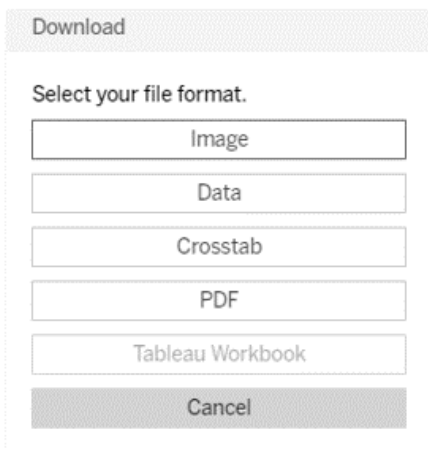 Download
Select your file format.
Image
Data
Crosstab
PDF
Tableau Workbook
Cancel